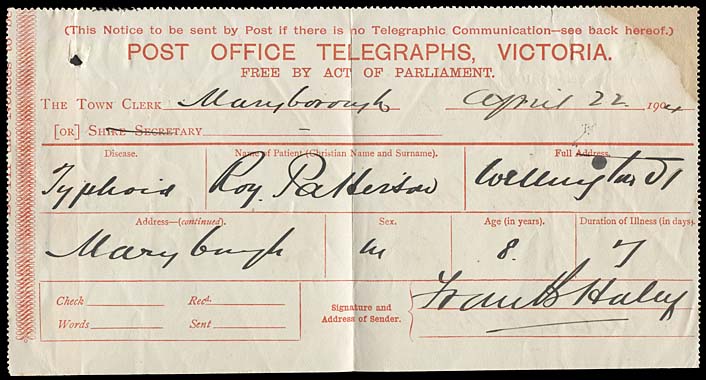 (This Notice to be sent by Post if there is no Telegraphic Communication—see back hereof.)
POST OFFICE TELEGRAPHS, VICTORIA.
FREE BY ACT OF PARLIAMENT.
THE TOWN CLERK Maryborough April 22 1904
[OR] SHIRE SECRETARY –
Disease. Name of Patient (Christian Name and Surname). Full Address.
Typhoid Roy. Patterson Wellington St
Address—(continued). Sex. Age (in years). Duration of Illness (in days).
Maryburgh M 8. 7
Check Recd.
Words Sent
Signature and
Address of Sender.
Haley